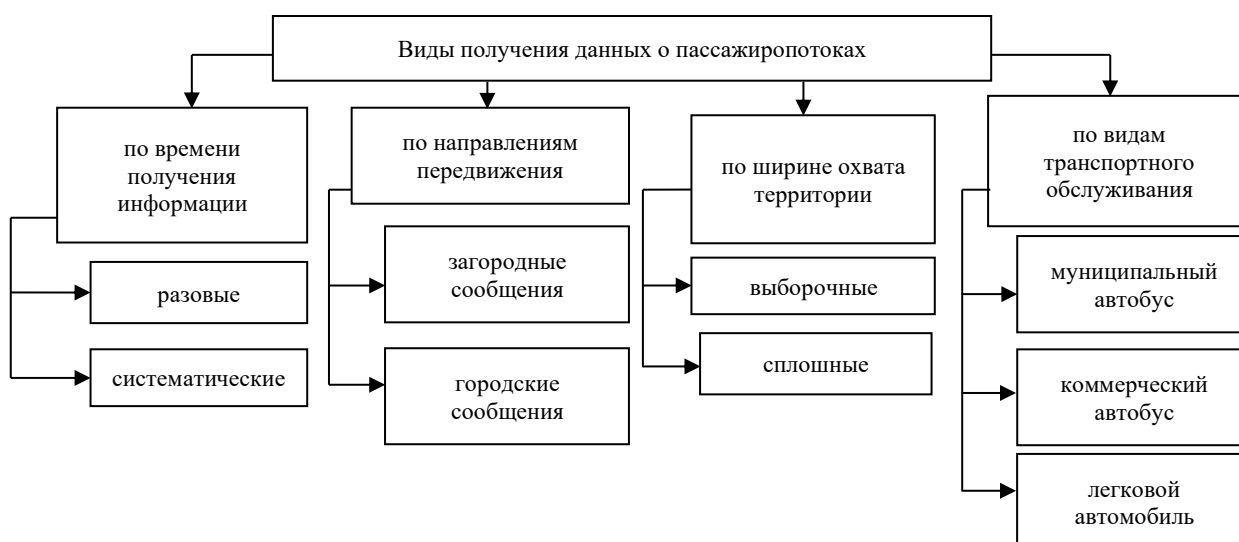 Виды получения данных о пассажиропотоках
по времени
получения
информации
разовые
систематические
по направлениям
передвижения
загородные
сообщения
городские
сообщения
по ширине охвата
территории
выборочные
сплошные
по видам
транспортного
обслуживания
муниципальный
автобус
коммерческий
автобус
легковой
автомобиль